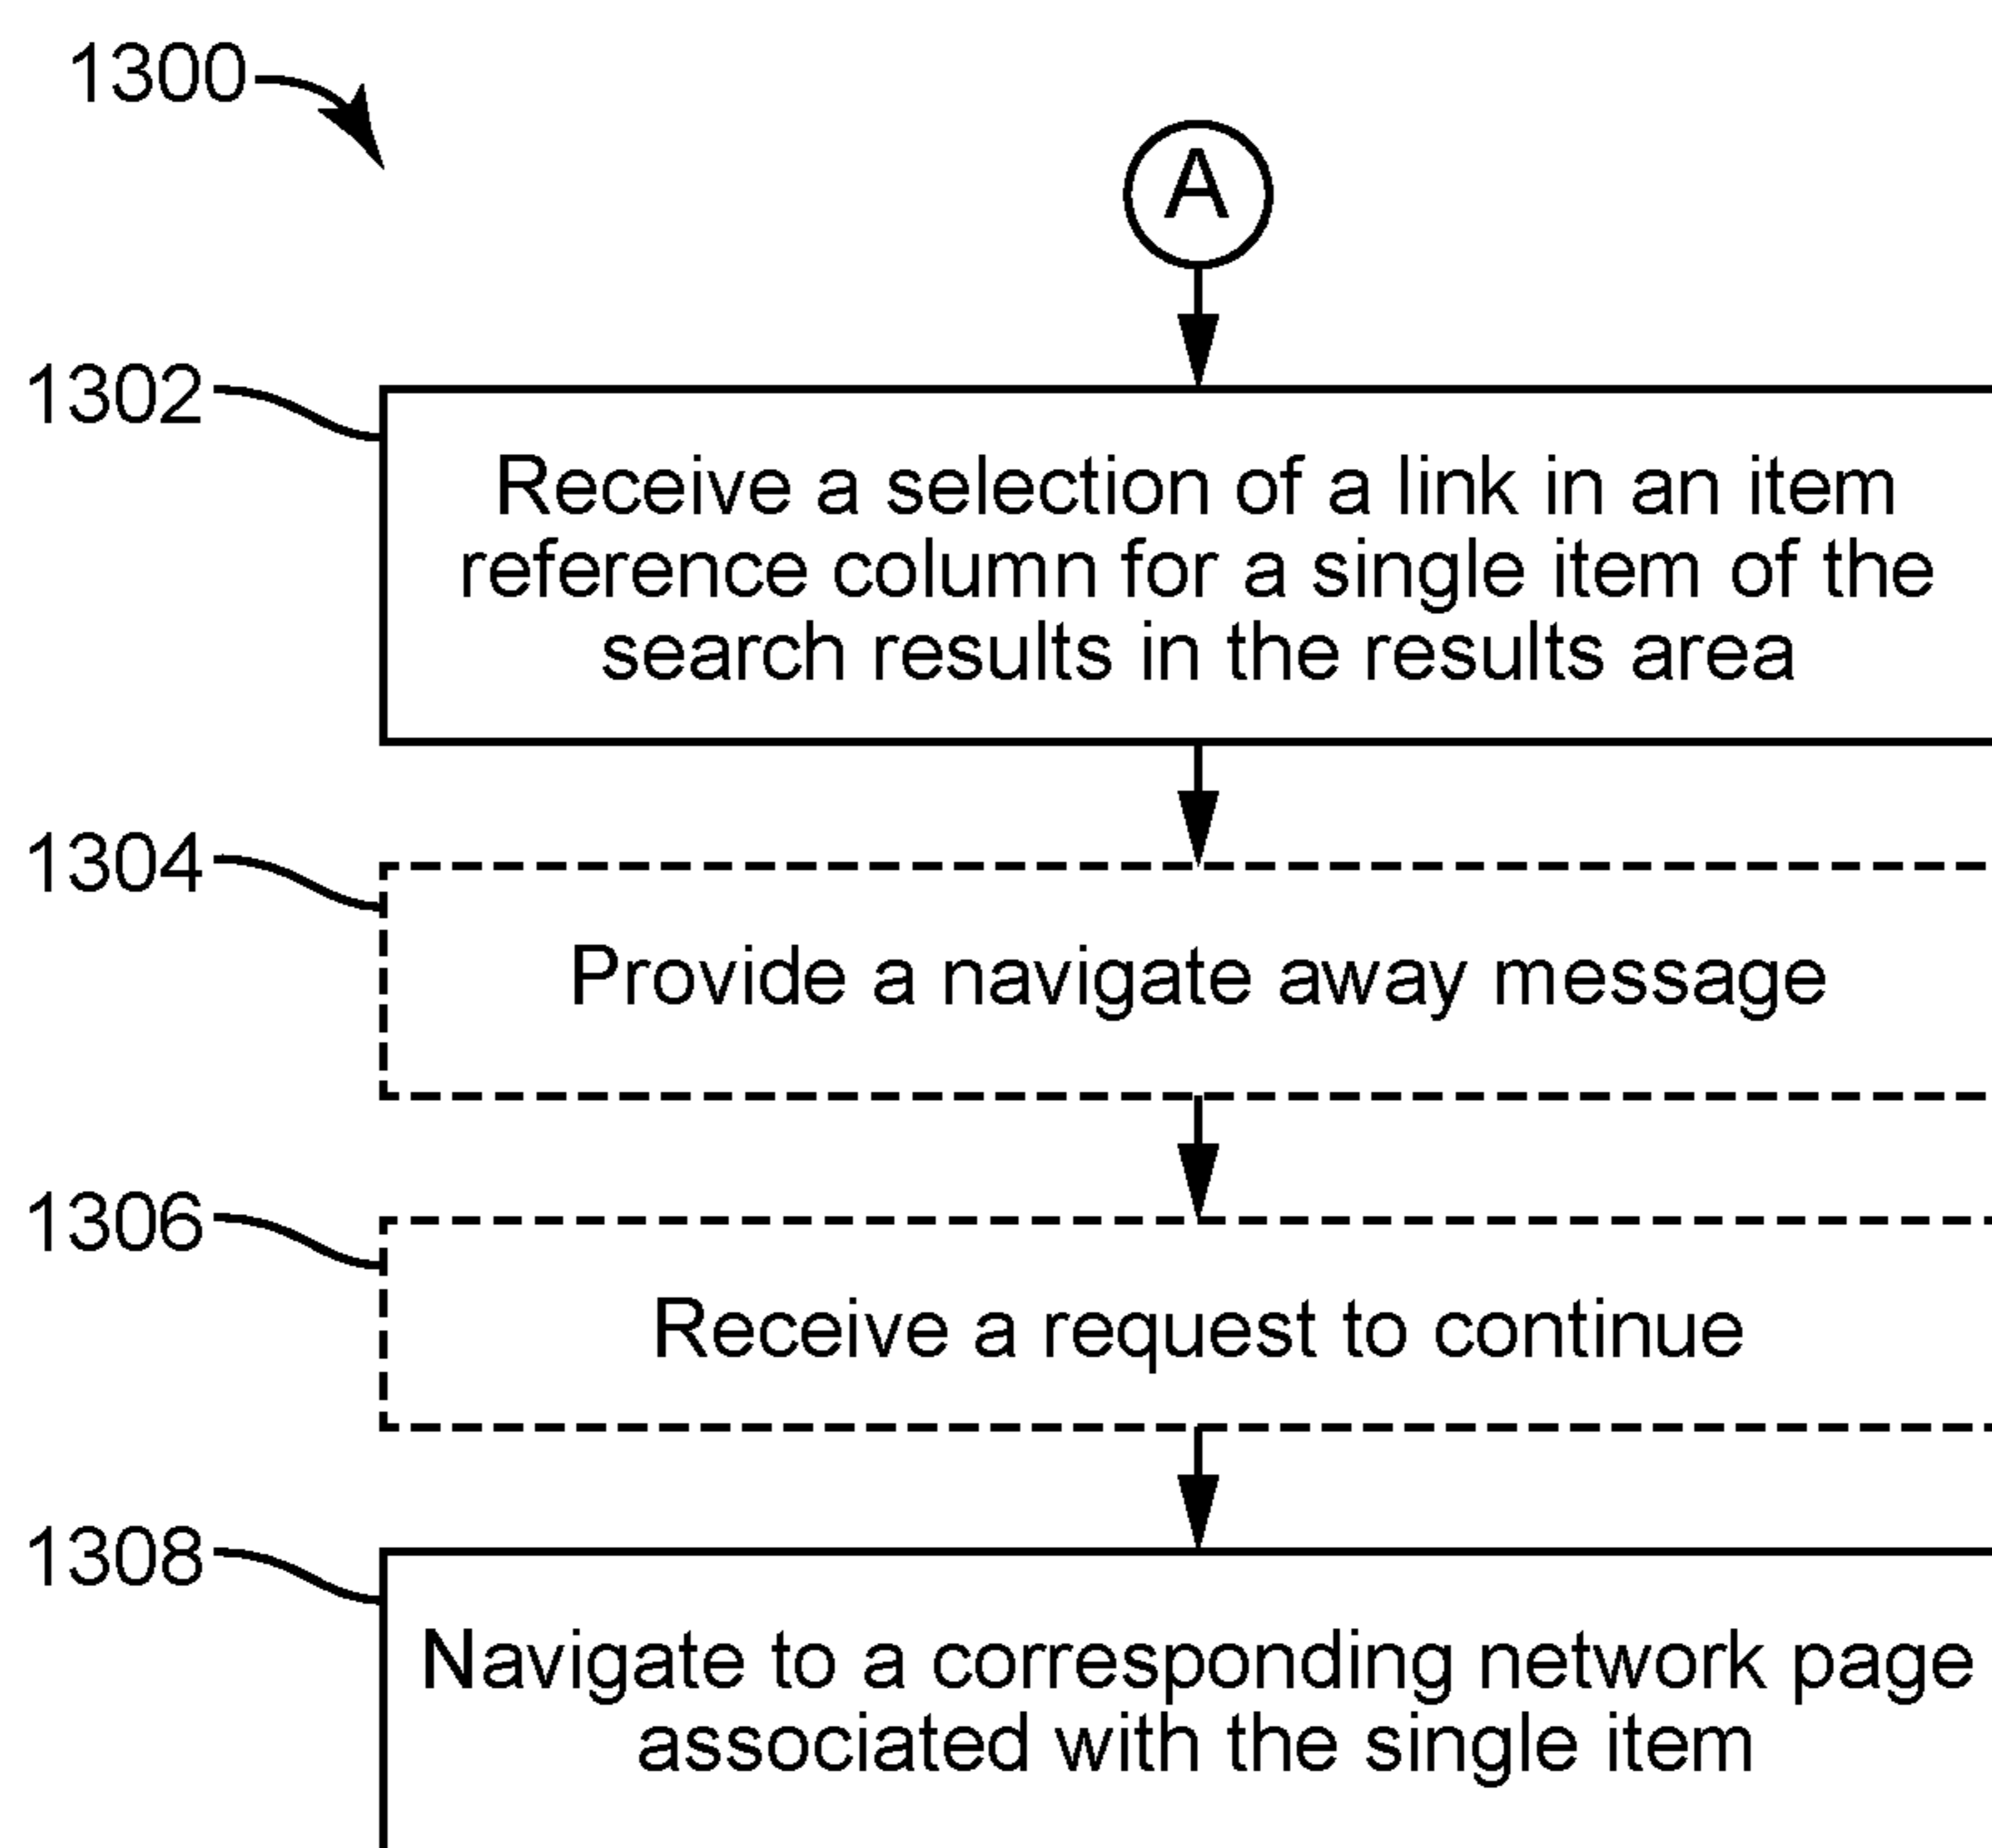 1300
A
1302
Receive a selection of a link in an item
reference column for a single item of the
search results in the results area
1304
Provide a navigate away message
1306
Receive a request to continue
1308
Navigate to a corresponding network page
associated with the single item